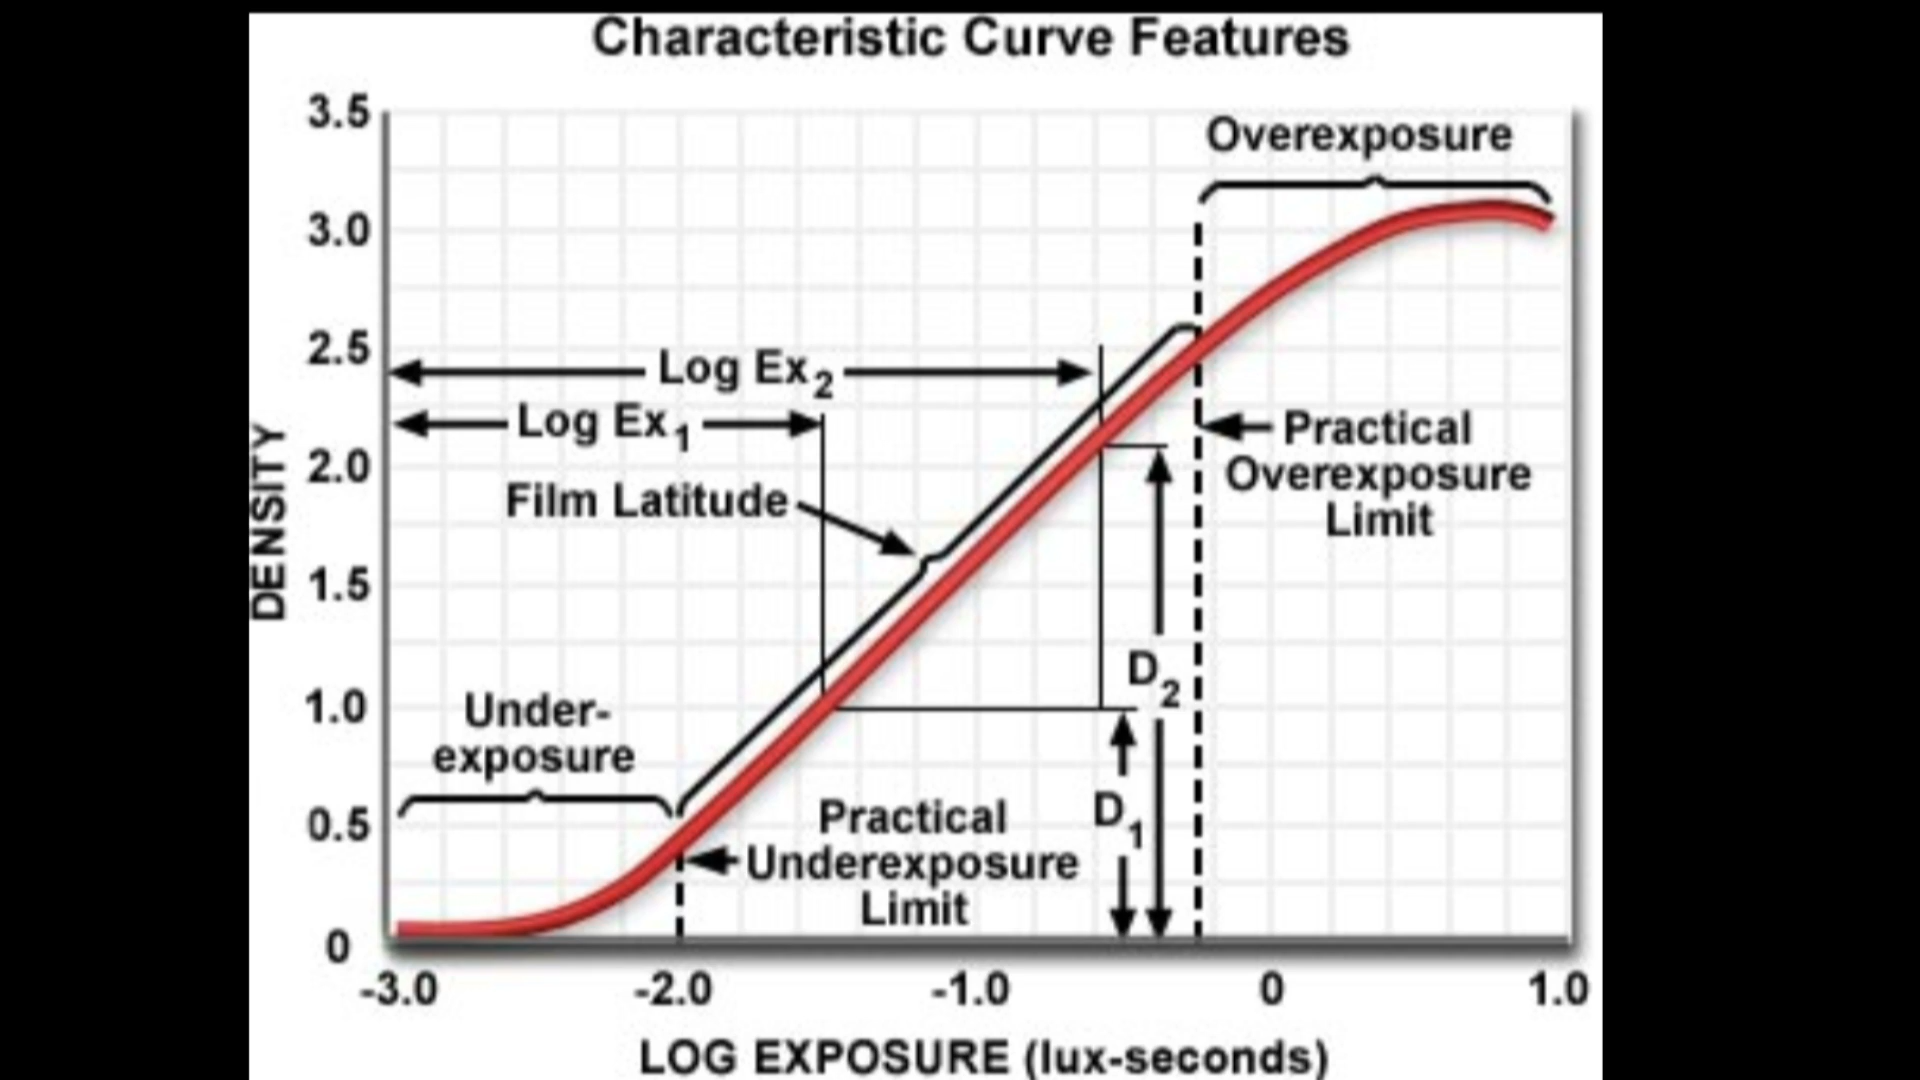 Characteristic Curve Features
3.5
3.0
2.5
2.0
1.5
1.0
0.5
0
DENSITY
Overexposure
Log Ex2
Log Ex1
Film Latitude
Practical
Overexposure
Limit
D2
Under-
exposure
D1
Practical
Underexposure
Limit
-3.0 -2.0 -1.0 0 1.0
LOG EXPOSURE (lux-seconds)